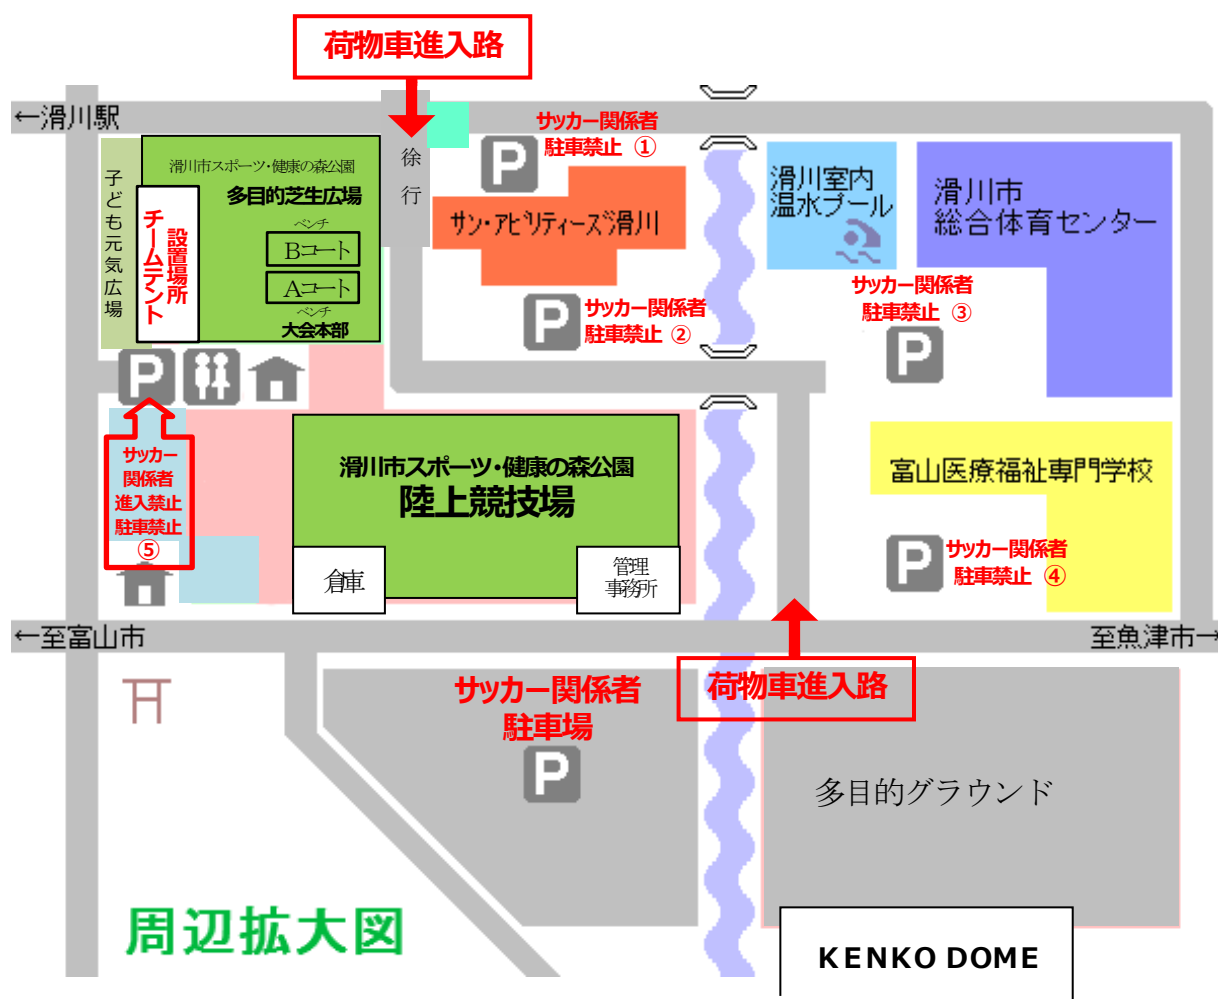 荷物車進入路
←滑川駅
サッカー関係者
駐車禁止 ①
P
徐
行
滑川市スポーツ・健康の森公園
多目的芝生広場
ベンチ
Bコート
Aコート
ベンチ
大会本部
子ども元気広場
チームテント
設置場所
サン・アビリティーズ滑川
滑川室内
温水プール
滑川市
総合体育センター
P
サッカー関係者
駐車禁止 ②
サッカー関係者
駐車禁止 ③
P
P
サッカー
関係者
進入禁止
駐車禁止
⑤
滑川市スポーツ・健康の森公園
陸上競技場
倉庫
管理
事務所
富山医療福祉専門学校
P
サッカー関係者
駐車禁止 ④
←至富山市
至魚津市→
荷物車進入路
サッカー関係者
駐車場
P
多目的グラウンド
周辺拡大図
KENKO DOME